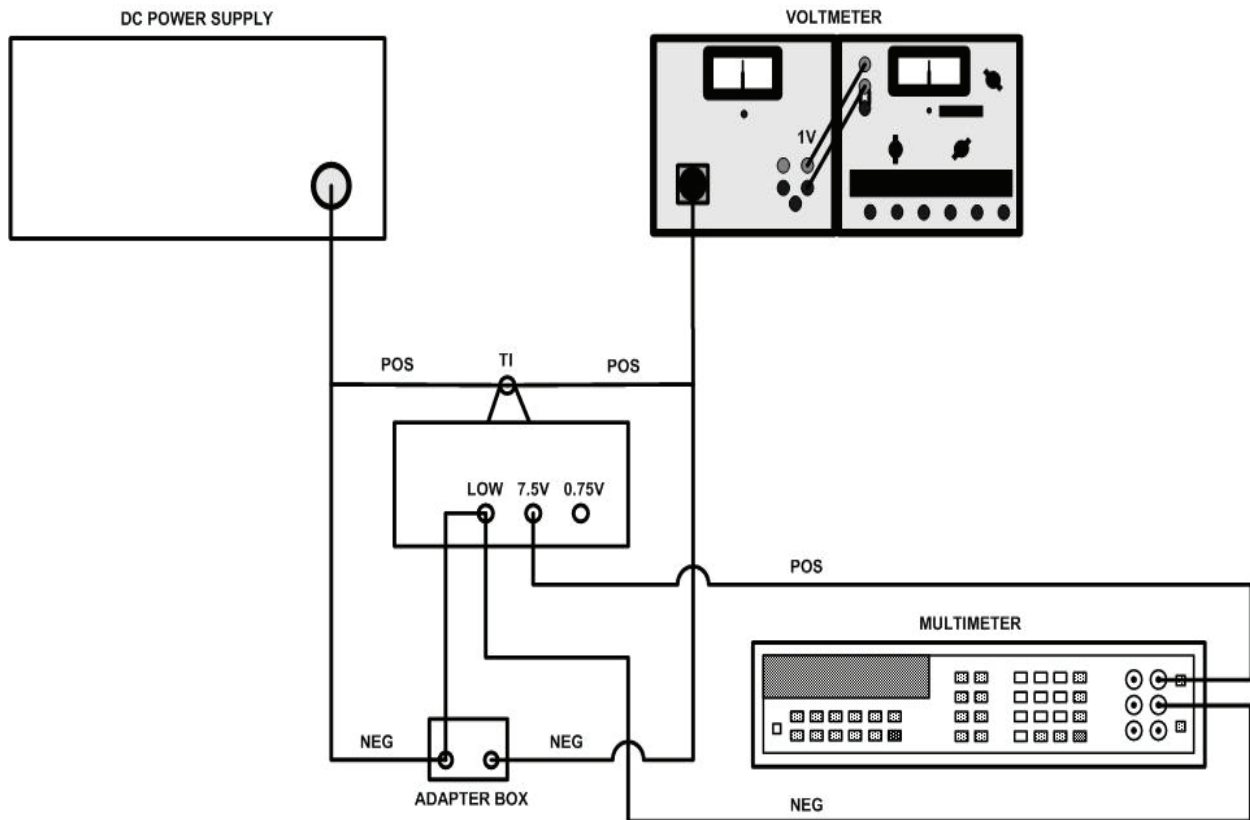 DC POWER SUPPLY
VOLTMETER
1V
POS
TI
POS
LOW 7.5V 0.75V
POS
MULTIMETER
NEG
NEG
ADAPTER BOX
NEG